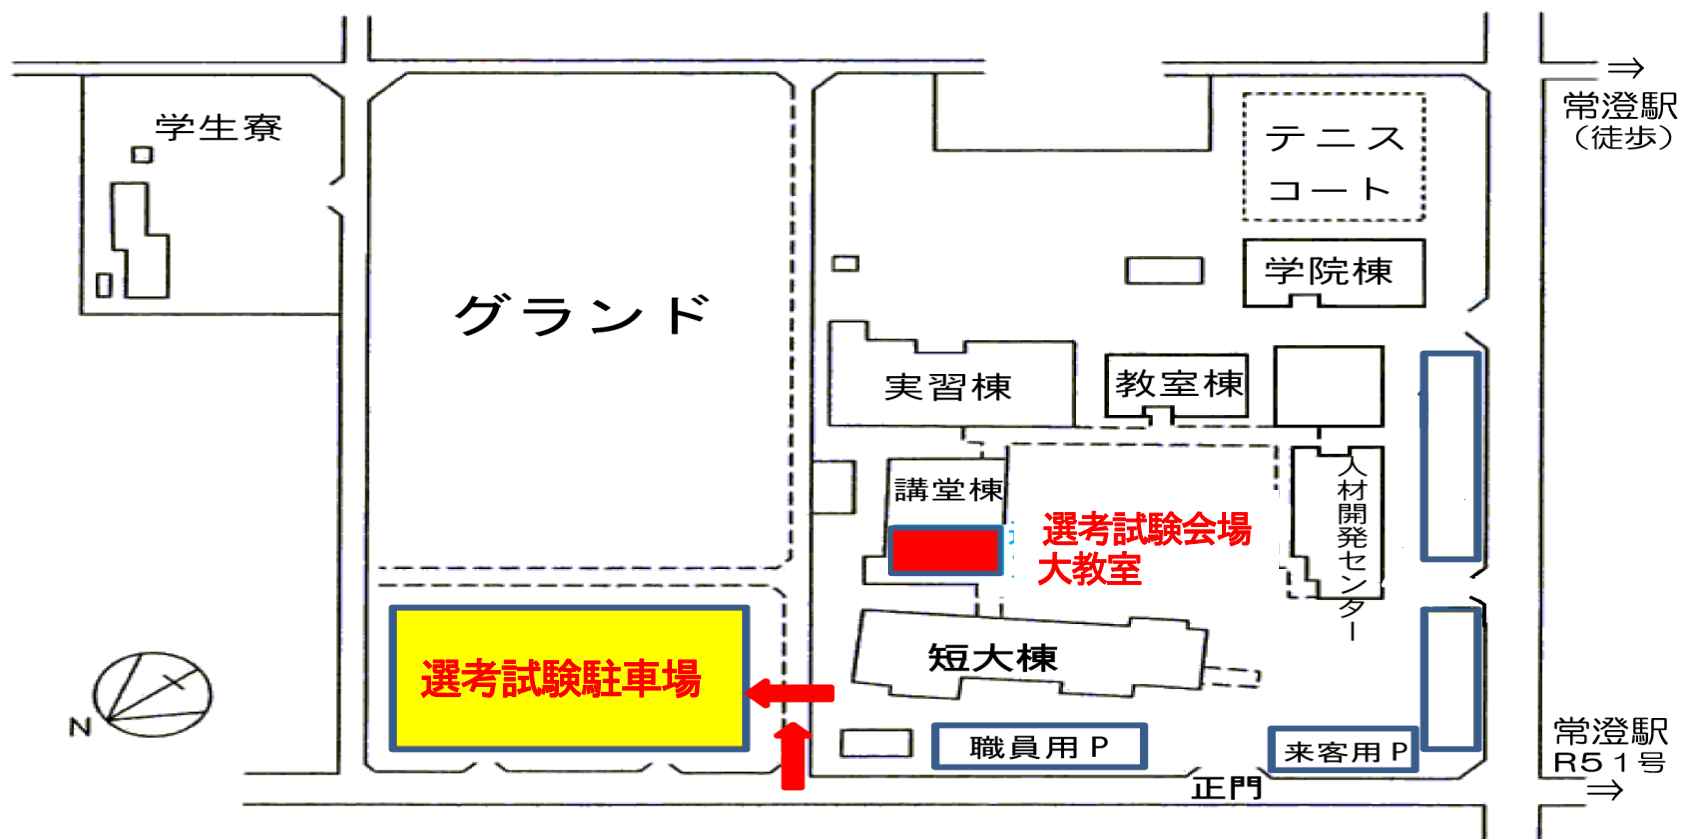 学生寮
常澄駅
(徒歩)
テニス
コート
学院棟
グランド
実習棟
教室棟
講堂棟
人材開発センター
選考試験会場
大教室
短大棟
選考試験駐車場
N
職員用P
来客用P
正門
常澄駅
R51号